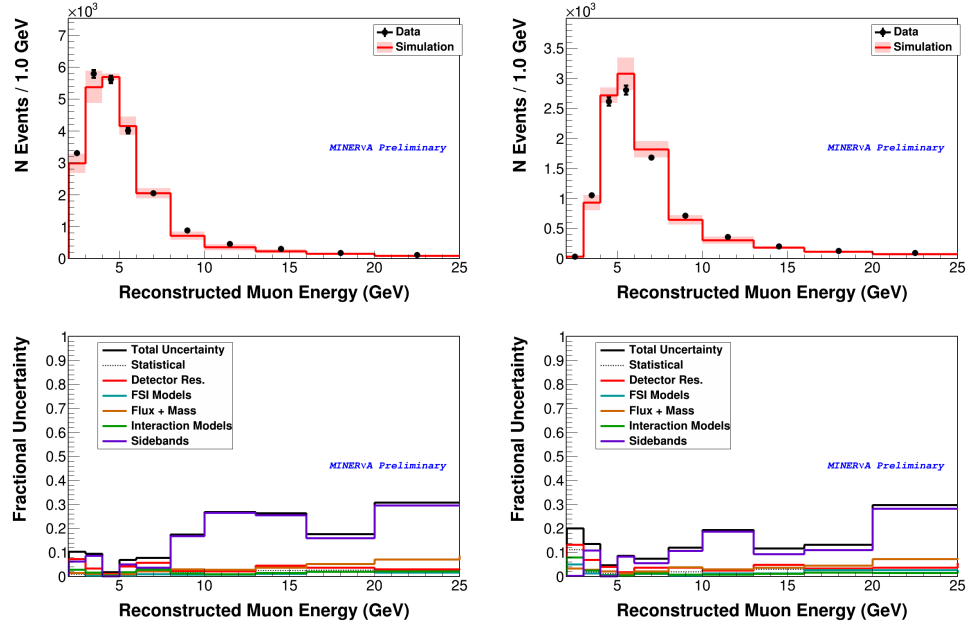 ×10³
N Events / 1.0 GeV
7
6
5
4
3
2
1
0
Data
Simulation
MINERνA Preliminary
5 10 15 20 25
Reconstructed Muon Energy (GeV)
×10³
N Events / 1.0 GeV
3.5
3
2.5
2
1.5
1
0.5
0
Data
Simulation
MINERνA Preliminary
5 10 15 20 25
Reconstructed Muon Energy (GeV)
Fractional Uncertainty
1
0.9
0.8
0.7
0.6
0.5
0.4
0.3
0.2
0.1
0
Total Uncertainty
Statistical
Detector Res.
FSI Models
Flux + Mass
Interaction Models
Sidebands
MINERνA Preliminary
5 10 15 20 25
Reconstructed Muon Energy (GeV)
Fractional Uncertainty
1
0.9
0.8
0.7
0.6
0.5
0.4
0.3
0.2
0.1
0
Total Uncertainty
Statistical
Detector Res.
FSI Models
Flux + Mass
Interaction Models
Sidebands
MINERνA Preliminary
5 10 15 20 25
Reconstructed Muon Energy (GeV)